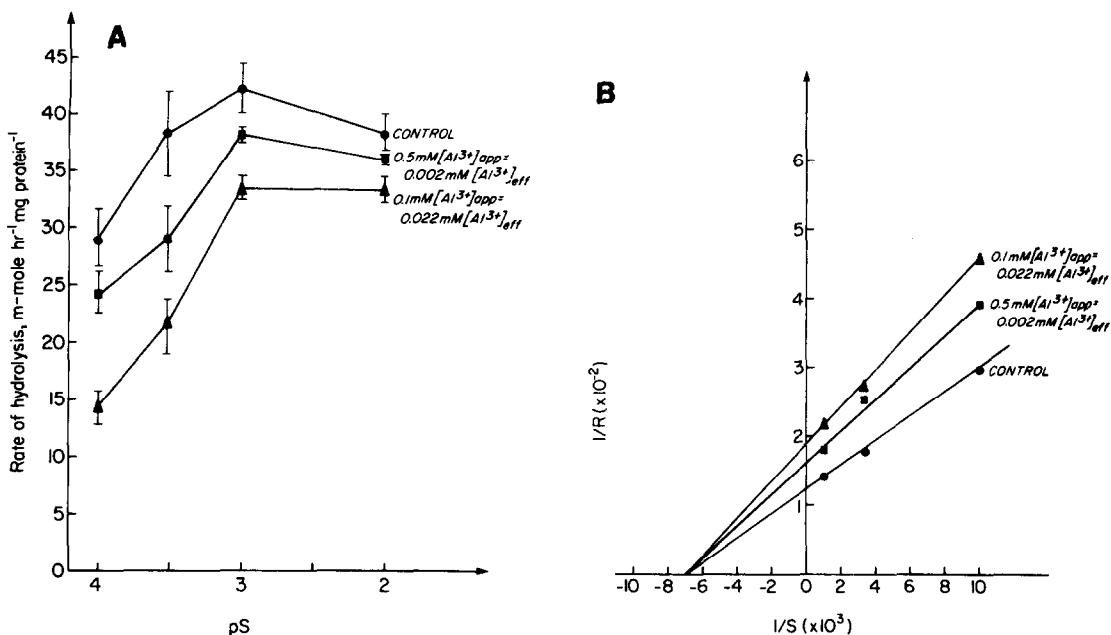 A
45
40
35
30
25
20
15
10
5
0
4
3
2
pS
Rate of hydrolysis, m-mole hr-1 mg protein-1
CONTROL
0.5mM[Al3+]app=
0.002mM[Al3+]eff
0.1mM[Al3+]app=
0.022mM[Al3+]eff
B
6
5
4
3
2
1
-10 -8 -6 -4 -2 0 2 4 6 8 10
1/S (x10³)
1/R (x10-2)
0.1mM[Al3+]app=
0.022mM[Al3+]eff
0.5mM[Al3+]app=
0.002mM[Al3+]eff
CONTROL